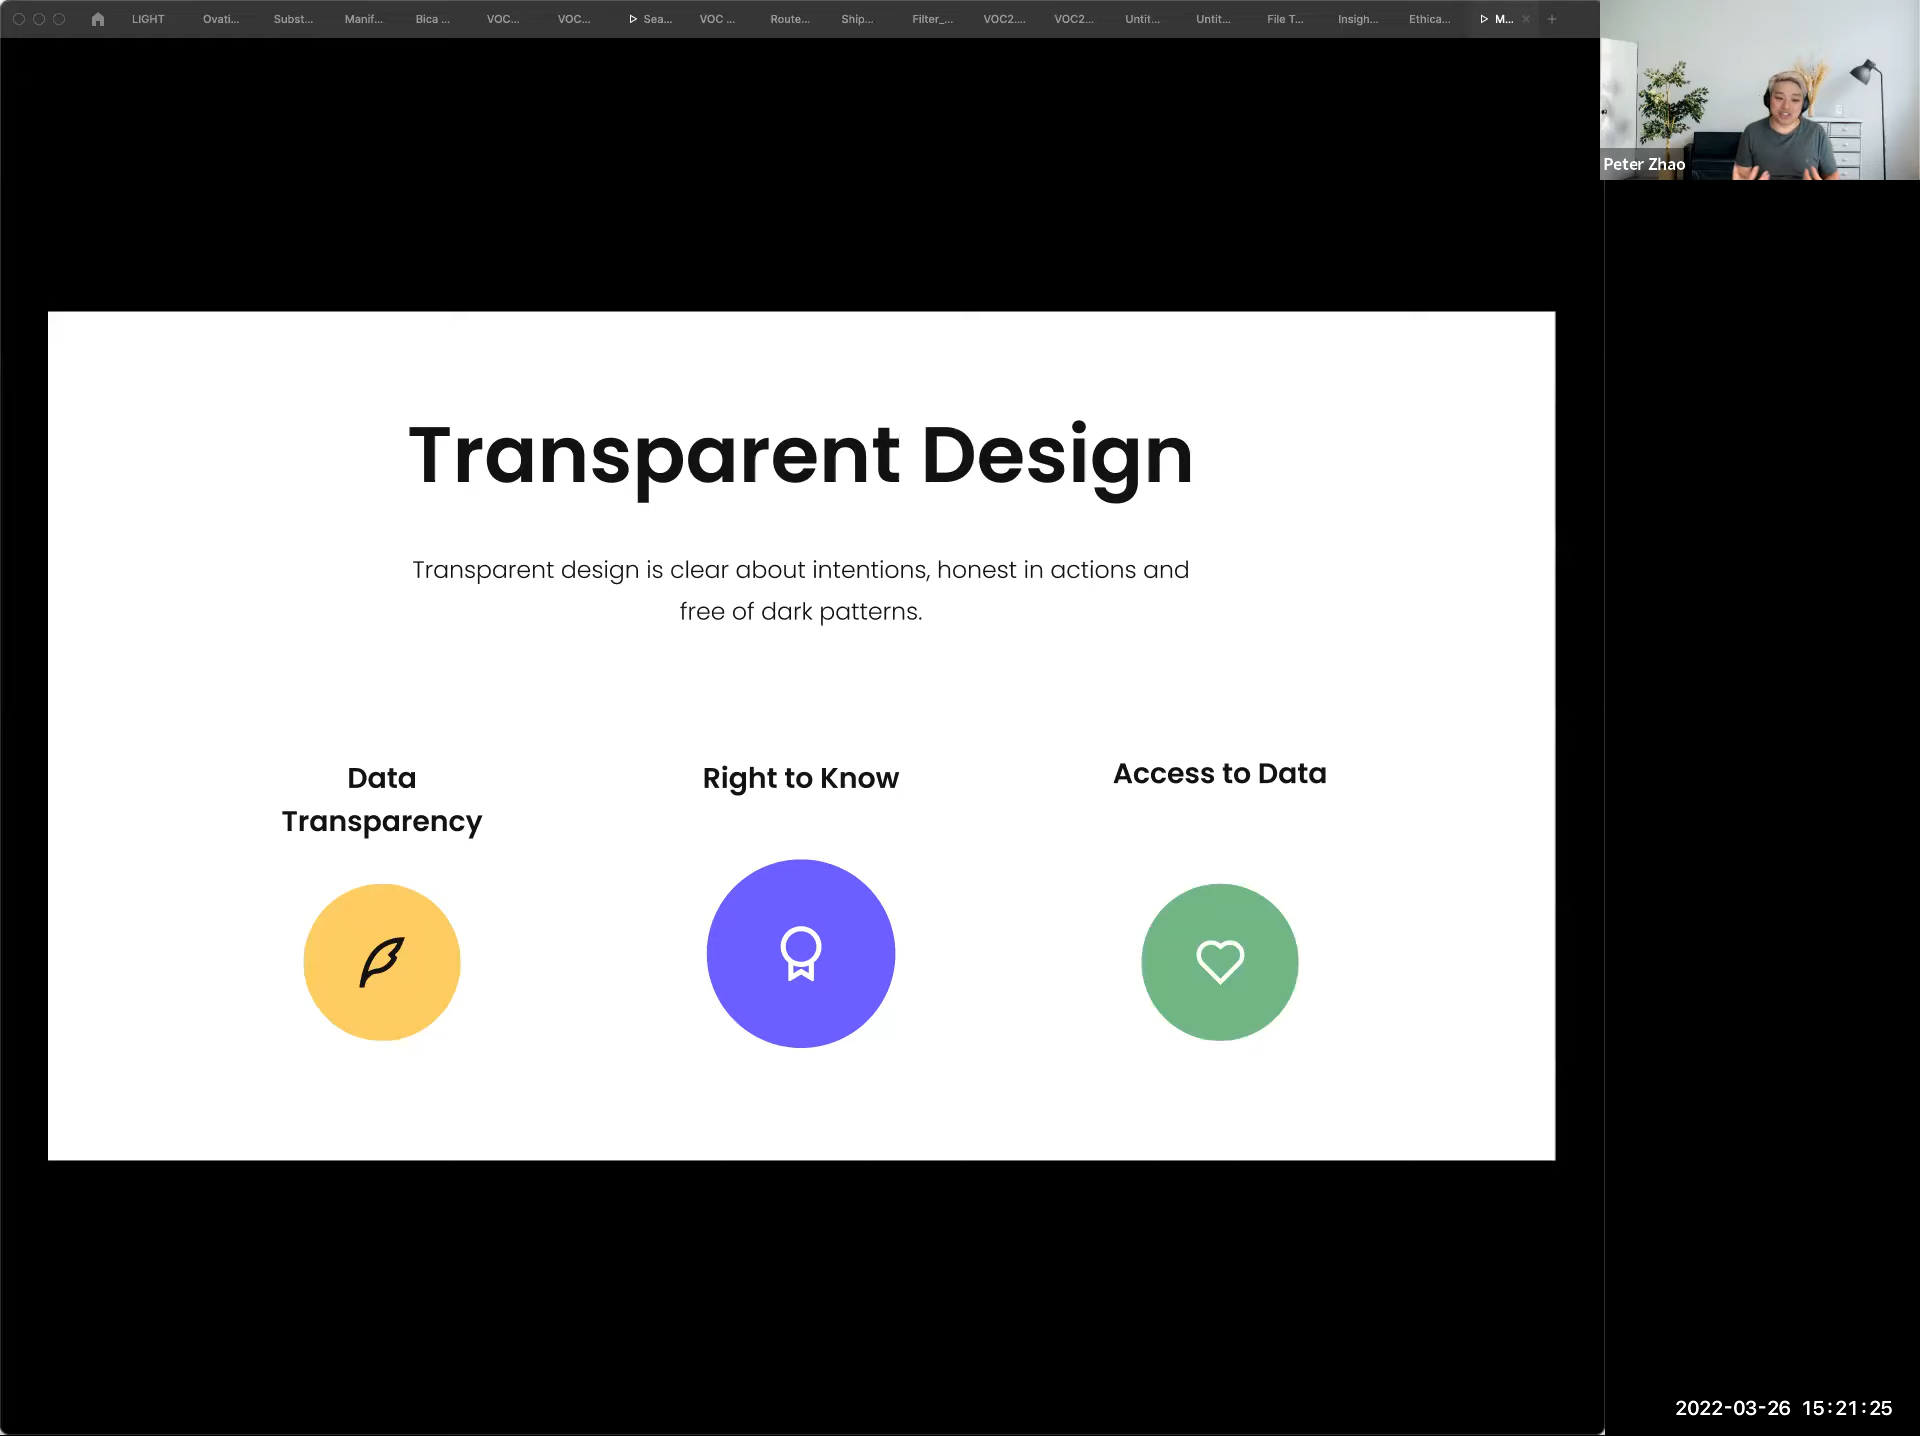 LIGHT Ovati... Subst... Manif... Bica ... VOC... VOC... Sea... VOC ... Route... Ship... Filter_... VOC2.... VOC2... Untit... Untit... File T... Insigh... Ethica... M...
Peter Zhao
Transparent Design
Transparent design is clear about intentions, honest in actions and
free of dark patterns.
Data
Transparency
Right to Know
Access to Data
2022-03-26 15:21:25